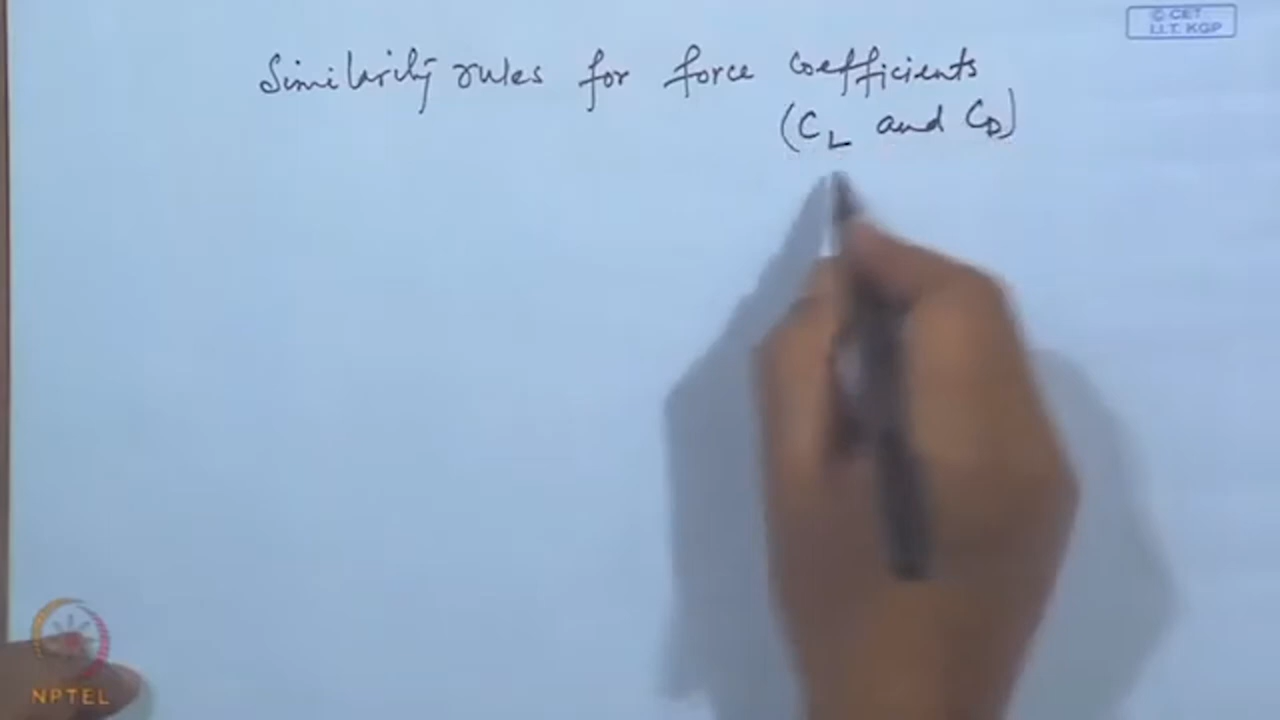 © CET
I.I.T. KGP
Similarity rules for force coefficients
(CL and CD)
NPTEL